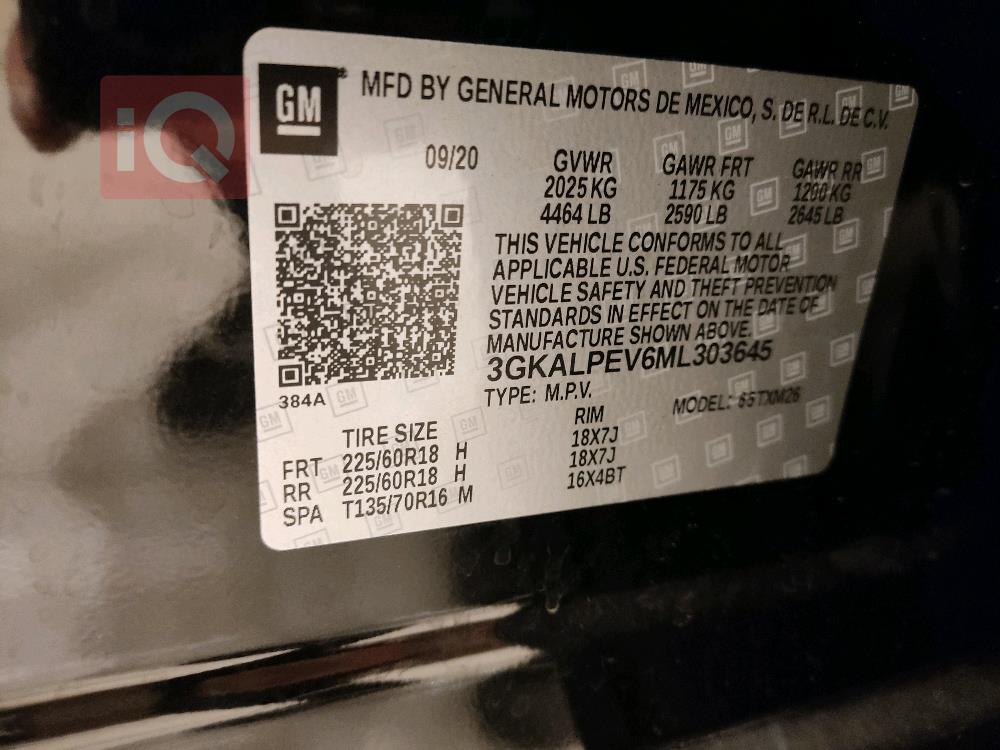 iQ
GM
MFD BY GENERAL MOTORS DE MEXICO, S. DE R.L. DE C.V.
09/20
GVWR GAWR FRT GAWR RR
2025 KG 1175 KG 1200 KG
4464 LB 2590 LB 2645 LB
THIS VEHICLE CONFORMS TO ALL
APPLICABLE U.S. FEDERAL MOTOR
VEHICLE SAFETY AND THEFT PREVENTION
STANDARDS IN EFFECT ON THE DATE OF
MANUFACTURE SHOWN ABOVE.
3GKALPEV6ML303645
384A
TYPE: M.P.V.
MODEL: 65TXM26
TIRE SIZE RIM
FRT 225/60R18 H 18X7J
RR 225/60R18 H 18X7J
SPA T135/70R16 M 16X4BT